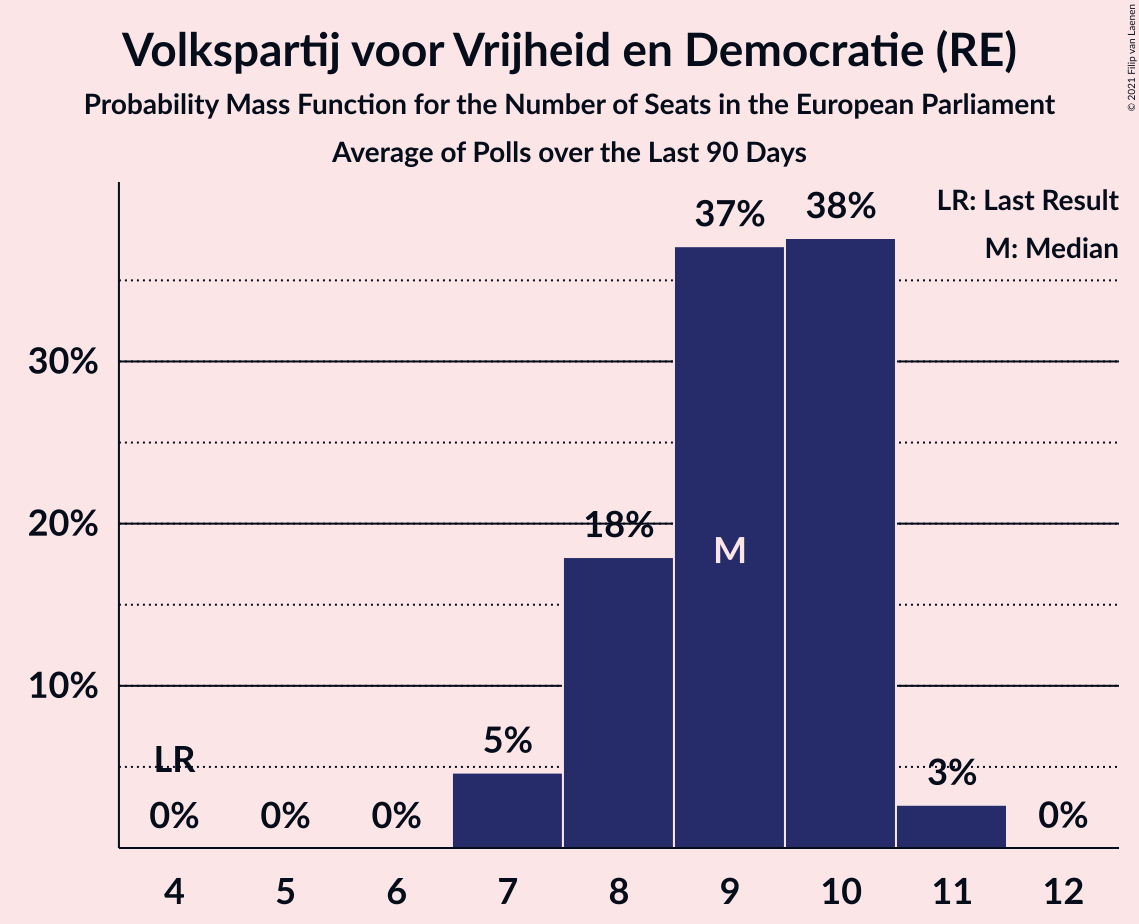 Volkspartij voor Vrijheid en Democratie (RE)
Probability Mass Function for the Number of Seats in the European Parliament
Average of Polls over the Last 90 Days
© 2021 Filip van Laenen
LR: Last Result
M: Median
37%
38%
30%
20%
18%
M
10%
5%
LR
3%
0%
0%
0%
0%
4
5
6
7
8
9
10
11
12